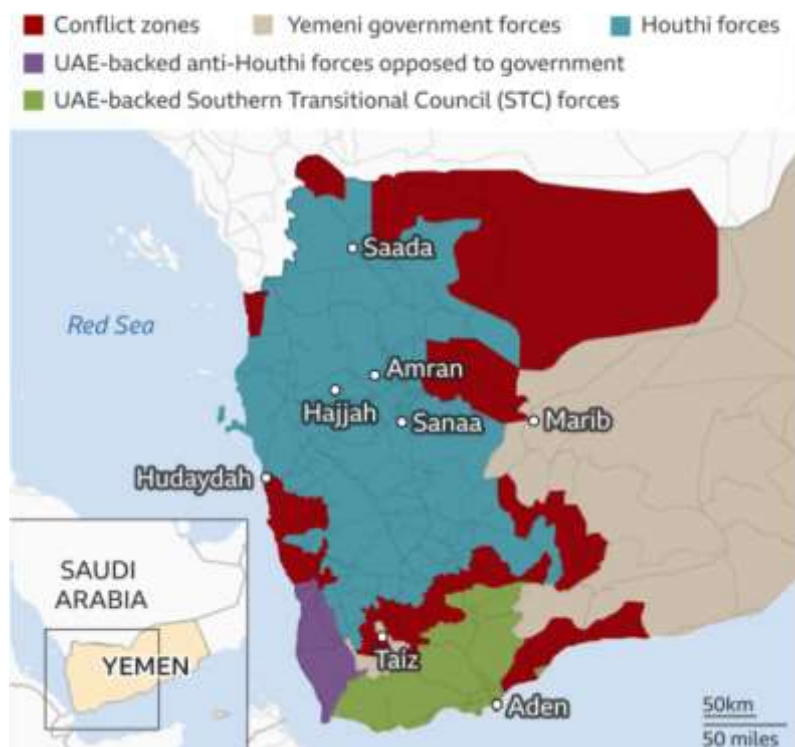 Conflict zones Yemeni government forces Houthi forces
UAE-backed anti-Houthi forces opposed to government
UAE-backed Southern Transitional Council (STC) forces
Saada
Red Sea
Amran
Hajjah
Sanaa
Marib
Hudaydah
SAUDI
ARABIA
YEMEN
Taiz
Aden
50km
50 miles